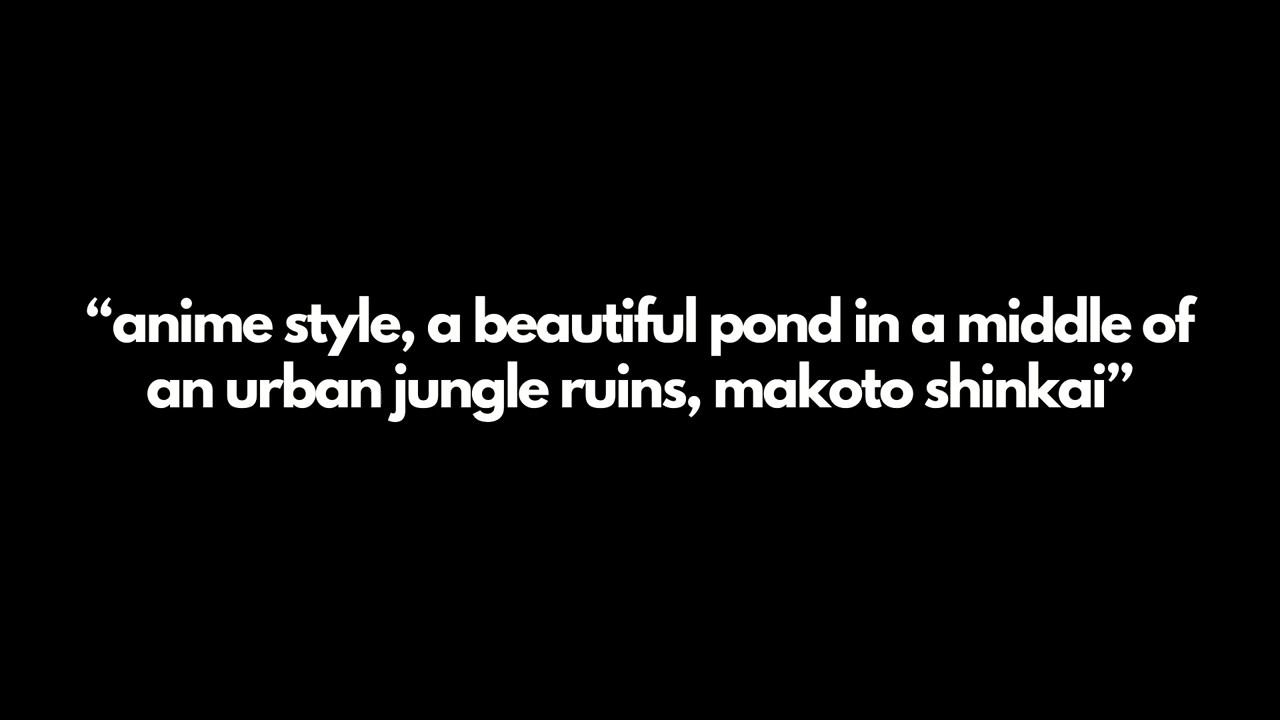 “anime style, a beautiful pond in a middle of
an urban jungle ruins, makoto shinkai”